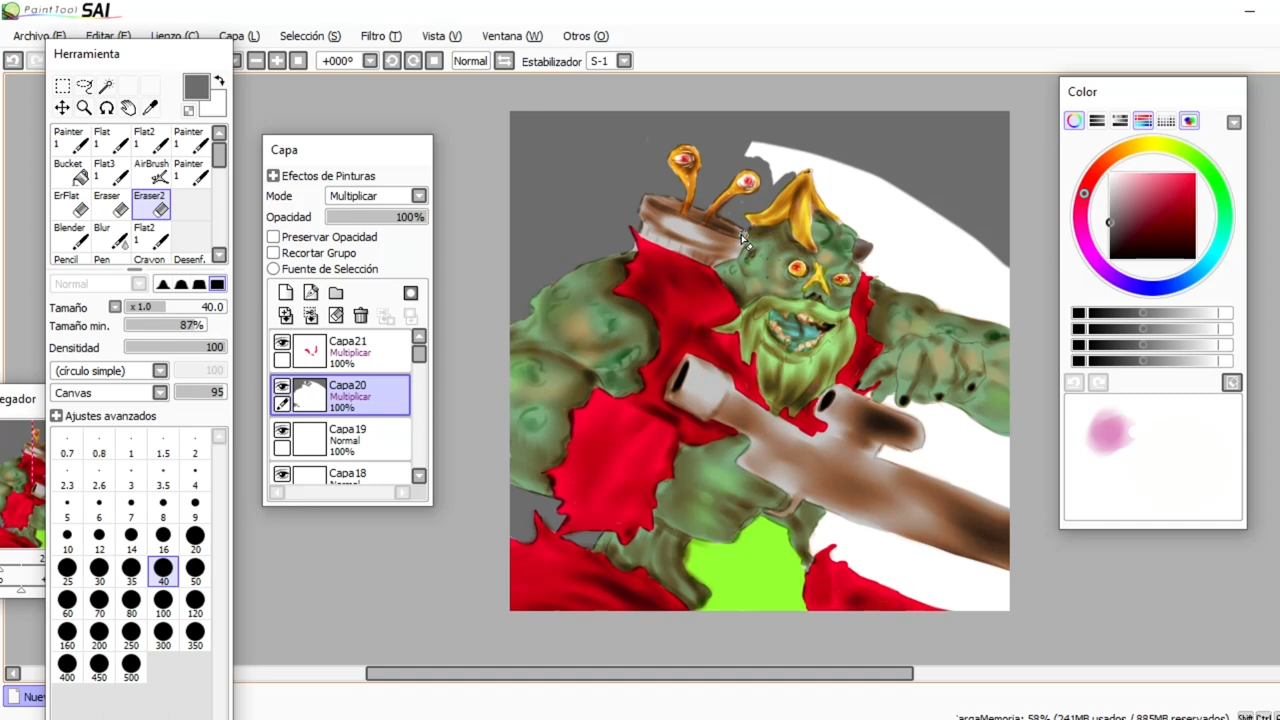 PaintTool SAI
Archivo (F) Editar (E) Lienzo (C) Capa (L) Selección (S) Filtro (T) Vista (V) Ventana (W) Otros (O)
+000º Normal Estabilizador S-1
Herramienta
Painter Flat Flat2 Painter
1 1 1
Bucket Flat3 AirBrush Painter
1 1
ErFlat Eraser Eraser2
Blender Blur Flat2
Pencil Pen Crayon Desenf.
Normal
Tamaño x 1.0 40.0
Tamaño min. 87%
Densitidad 100
(círculo simple) 100
Canvas 95
Ajustes avanzados
0.7 0.8 1 1.5 2
2.3 2.6 3 3.5 4
5 6 7 8 9
10 12 14 16 20
25 30 35 40 50
60 70 80 100 120
160 200 250 300 350
400 450 500
egador
Nue
Capa
Efectos de Pinturas
Mode Multiplicar
Opacidad 100%
Preservar Opacidad
Recortar Grupo
Fuente de Selección
Capa21
Multiplicar
100%
Capa20
Multiplicar
100%
Capa19
Normal
100%
Capa18
Color
argaMemoria: 58% (241MB usados / 885MB reservados) Shift Ctrl